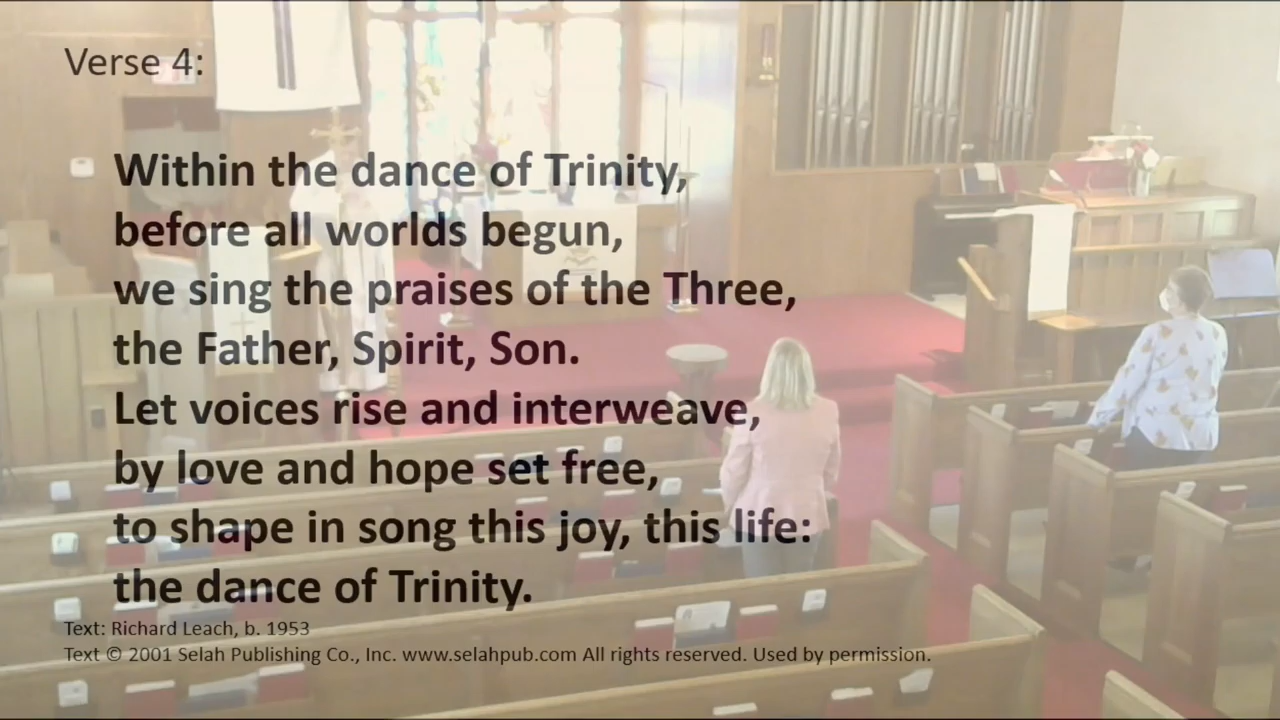 Verse 4:
Within the dance of Trinity,
before all worlds begun,
we sing the praises of the Three,
the Father, Spirit, Son.
Let voices rise and interweave,
by love and hope set free,
to shape in song this joy, this life:
the dance of Trinity.
Text: Richard Leach, b. 1953
Text © 2001 Selah Publishing Co., Inc. www.selahpub.com All rights reserved. Used by permission.